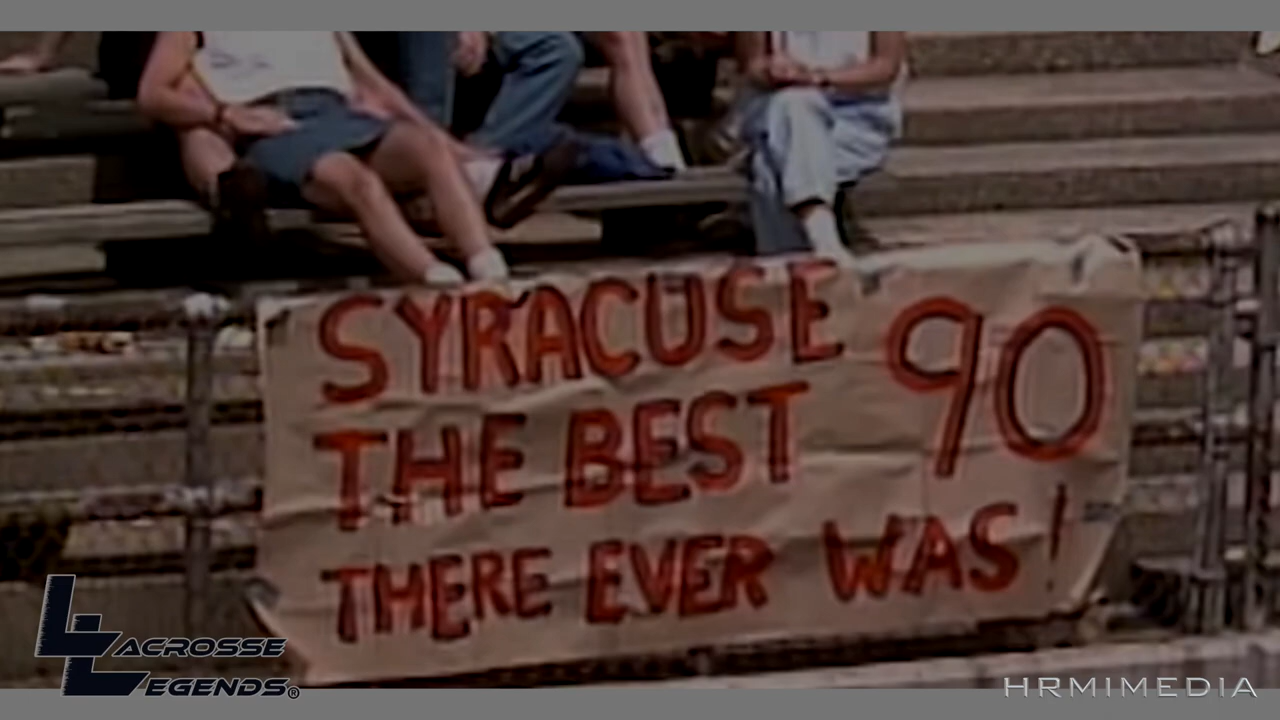 SYRACUSE 90
THE BEST
THERE EVER WAS!
LACROSSE
LEGENDS®
HRMIMEDIA